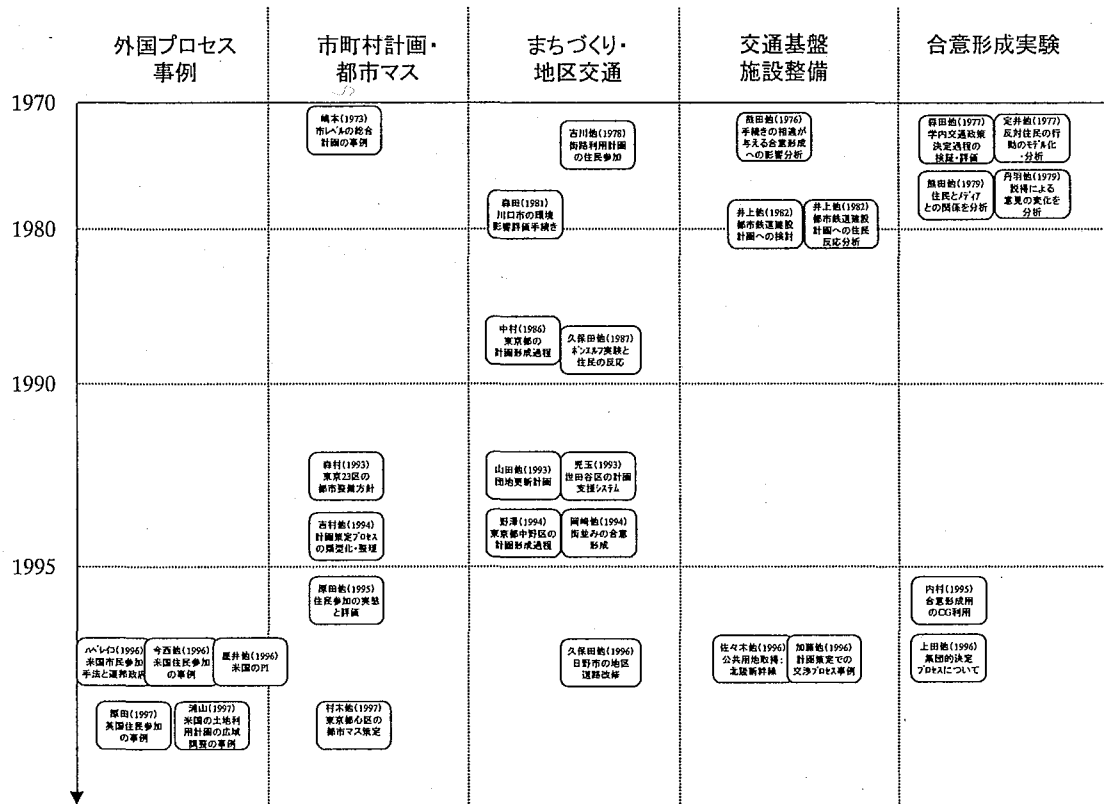 外国プロセス
事例
市町村計画・
都市マス
まちづくり・
地区交通
交通基盤
施設整備
合意形成実験
1970
嶋本(1973)
市レベルの総合
計画の事例
古川他(1978)
街路利用計画
の住民参加
熊田他(1976)
手続きの相違が
与える合意形成
への影響分析
森田他(1977)
学内交通政策
決定過程の
検証・評価
定井他(1977)
反対住民の行
動のモデル化
・分析
熊田他(1979)
住民とメディア
との関係を分析
丹羽他(1979)
説得による
意見の変化を
分析
森田(1981)
川口市の環境
影響評価手続き
井上他(1982)
都市鉄道建設
計画への検討
井上他(1982)
都市鉄道建設
計画への住民
反応分析
1980
中村(1986)
東京都の
計画形成過程
久保田他(1987)
ボンエルフ実験と
住民の反応
1990
森村(1993)
東京23区の
都市整備方針
山田他(1993)
団地更新計画
児玉(1993)
世田谷区の計画
支援システム
吉村他(1994)
計画策定プロセス
の類型化・整理
野澤(1994)
東京都中野区の
計画形成過程
岡崎他(1994)
街並みの合意
形成
1995
原田他(1995)
住民参加の実態
と評価
内村(1995)
合意形成用
のCG利用
ハベレイコ(1996)
米国市民参加
手法と連邦政府
今西他(1996)
米国住民参加
の事例
屋井他(1996)
米国のPI
久保田他(1996)
日野市の地区
道路改修
佐々木他(1996)
公共用地取得:
北陸新幹線
加藤他(1996)
計画策定での
交渉プロセス事例
上田他(1996)
集団的決定
プロセスについて
原田(1997)
英国住民参加
の事例
浦山(1997)
米国の土地利
用計画の広域
調整の事例
村木他(1997)
東京都心区の
都市マス策定